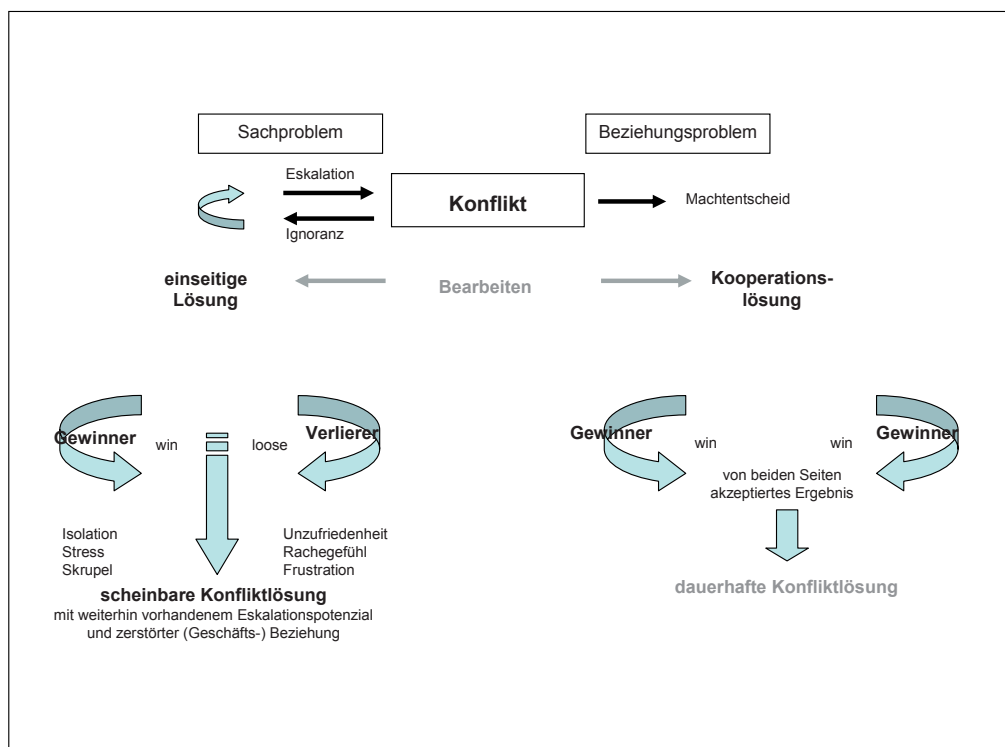 Sachproblem
Beziehungsproblem
Eskalation
Konflikt
Machtentscheid
Ignoranz
einseitige
Lösung
Bearbeiten
Kooperations-
lösung
Gewinner
win
loose
Verlierer
Isolation
Stress
Skrupel
Unzufriedenheit
Rachegefühl
Frustration
scheinbare Konfliktlösung
mit weiterhin vorhandenem Eskalationspotenzial
und zerstörter (Geschäfts-) Beziehung
Gewinner
win
win
Gewinner
von beiden Seiten
akzeptiertes Ergebnis
dauerhafte Konfliktlösung